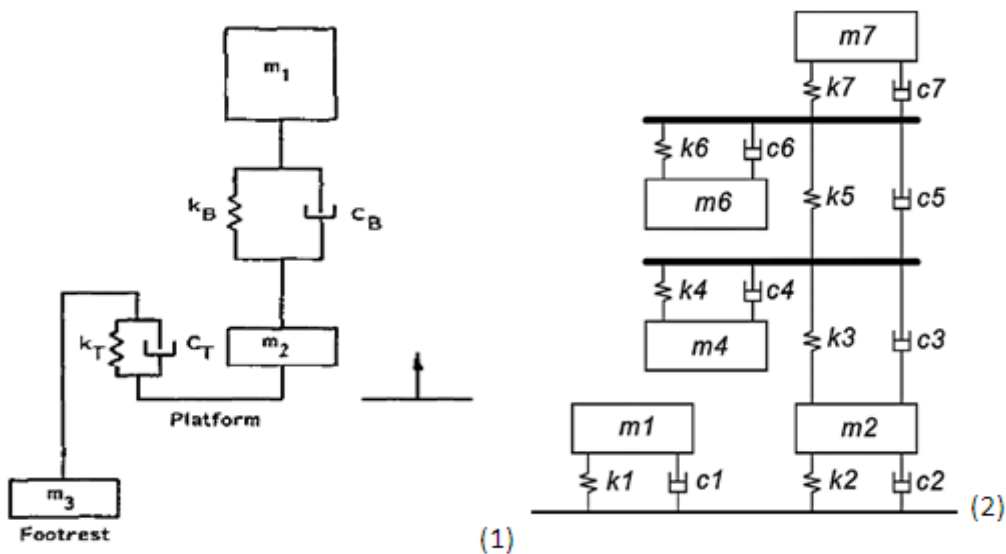 m1
kB
CB
kT
CT
m2
Platform
m3
Footrest
(1)
m7
k7
c7
k6
c6
m6
k5
c5
k4
c4
m4
k3
c3
m1
m2
k1
c1
k2
c2
(2)